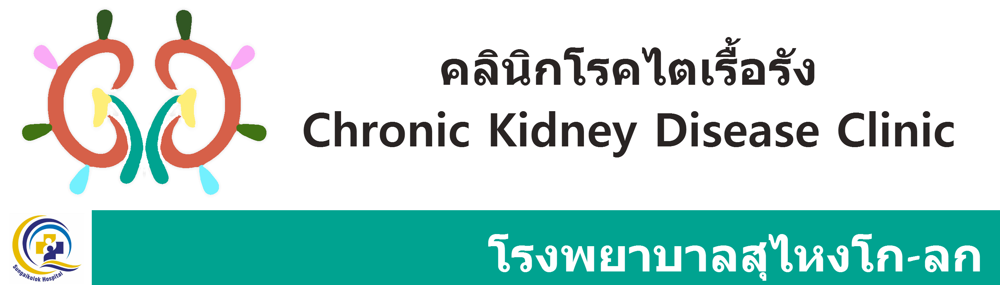 คลินิกโรคไตเรื้อรัง
Chronic Kidney Disease Clinic
โรงพยาบาลสุไหงโก-ลก
Sungaikolok Hospital